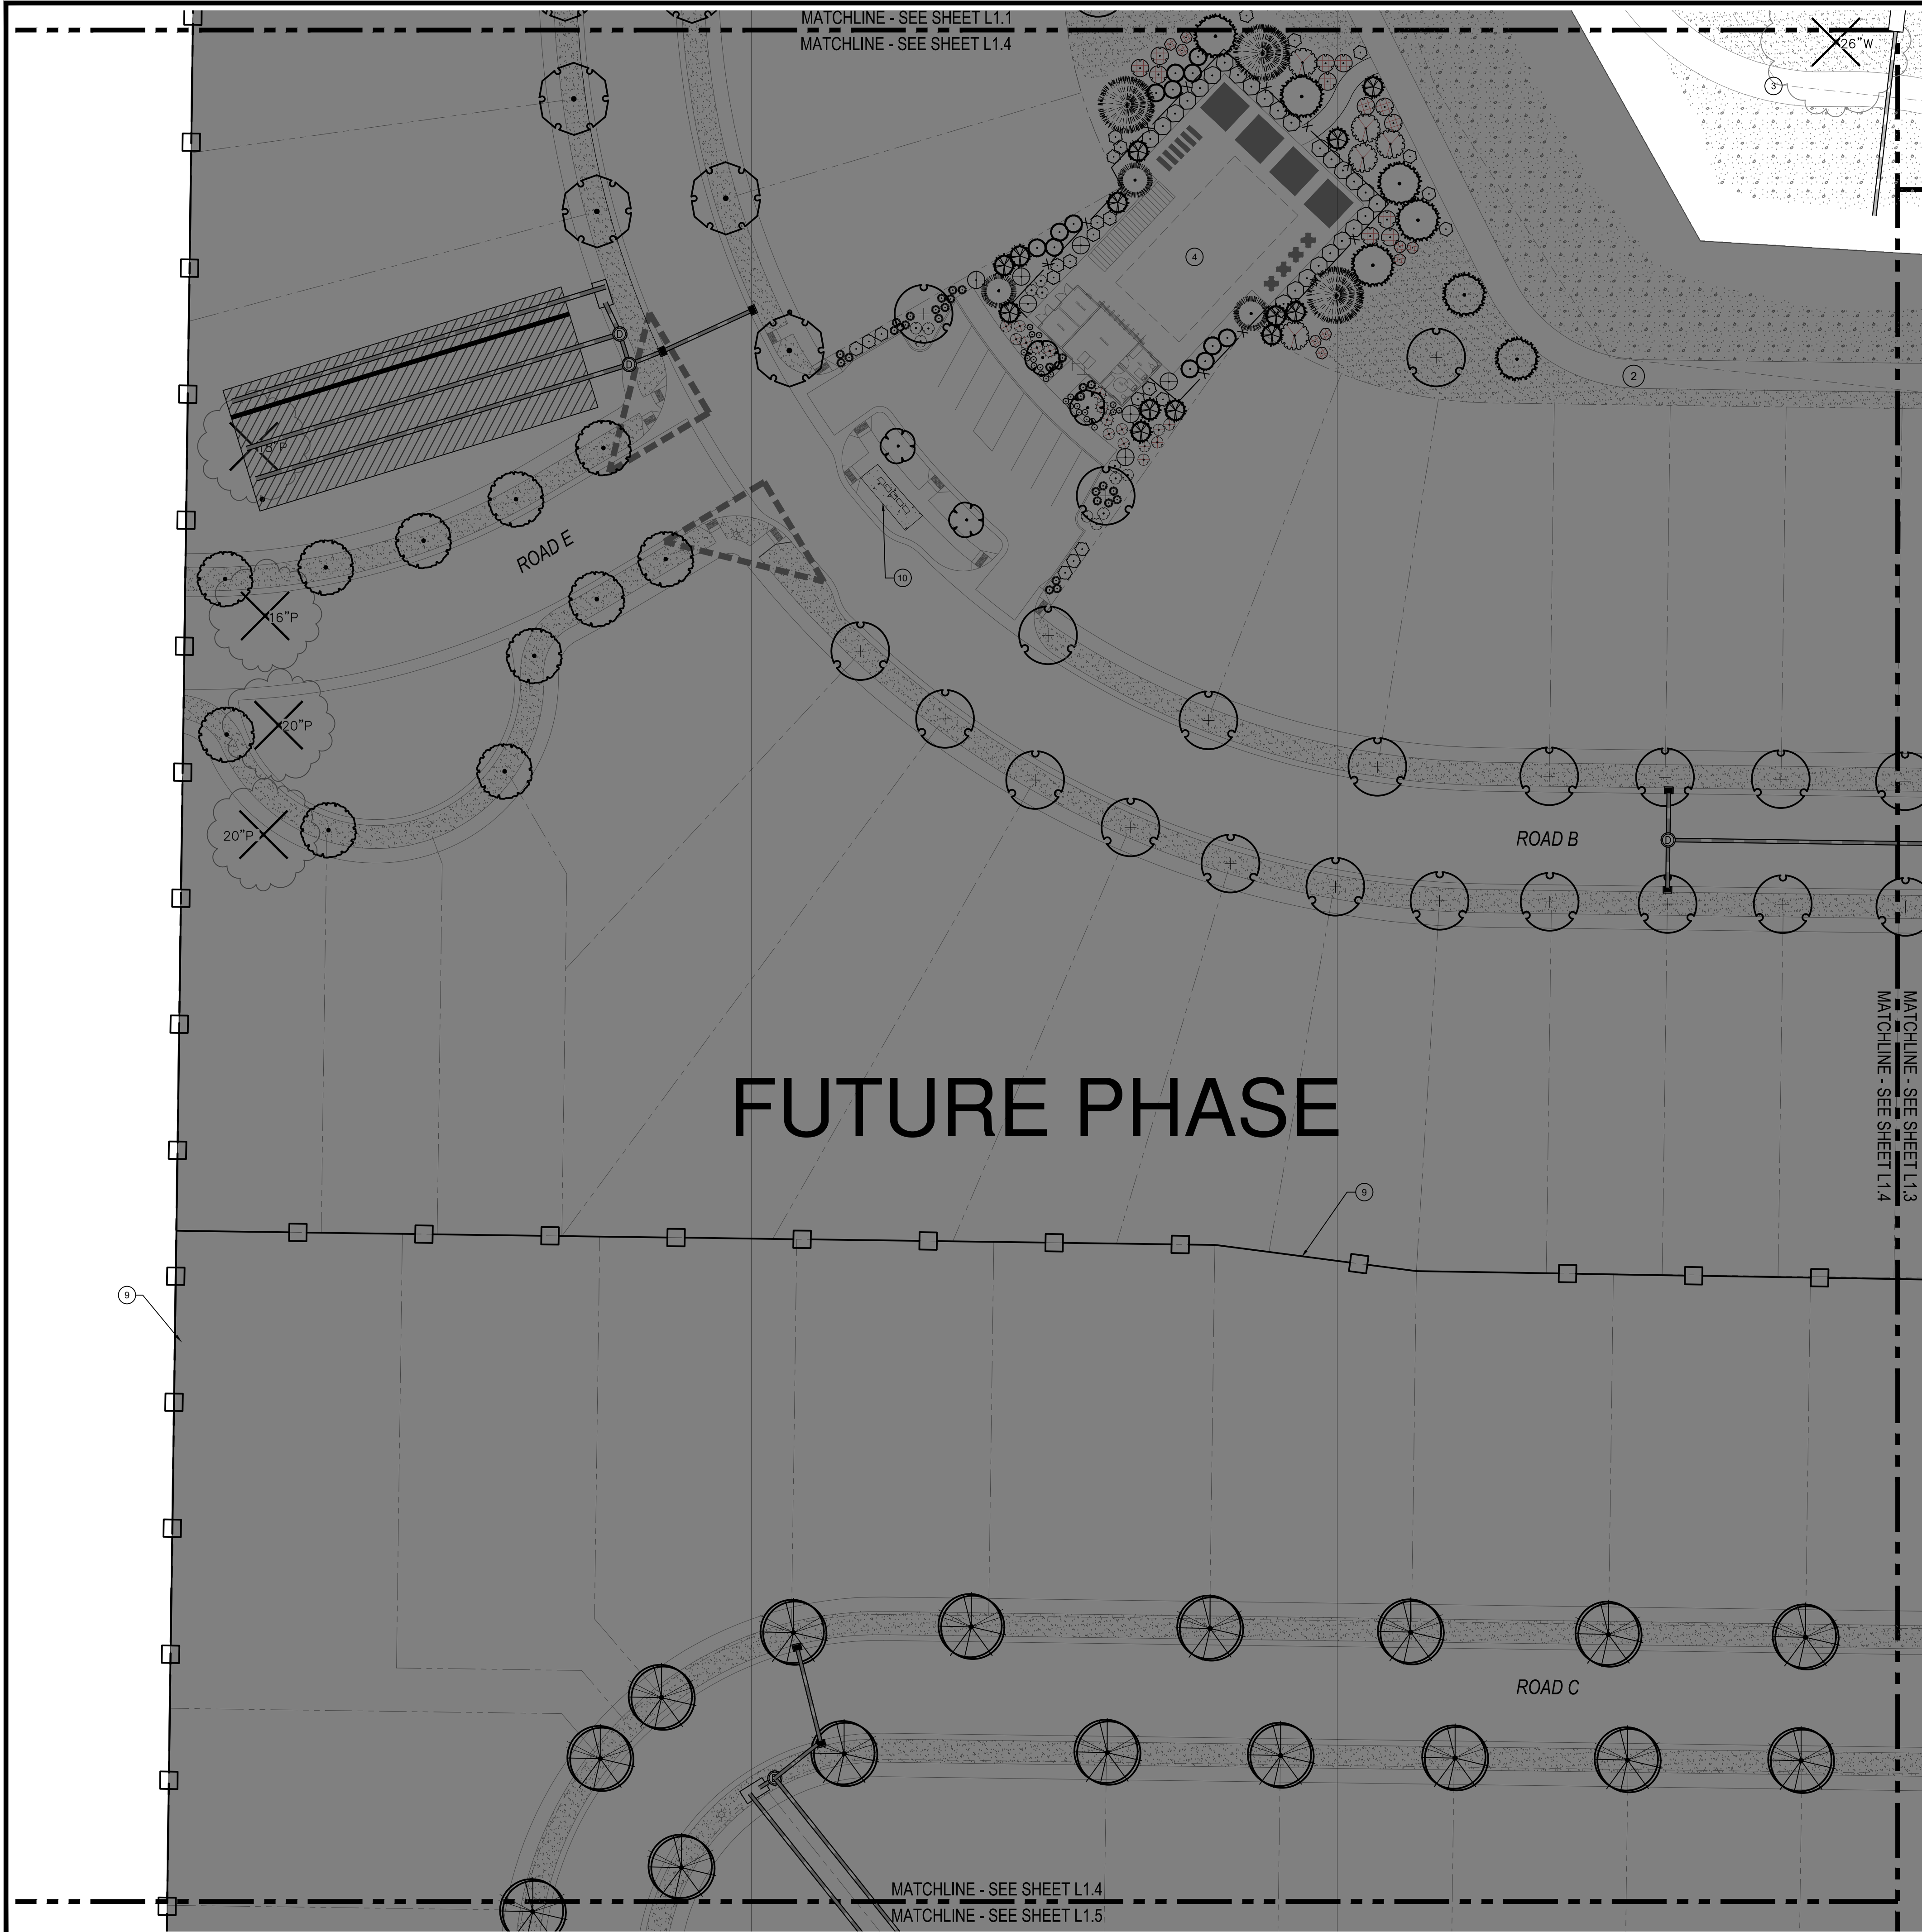 MATCHLINE - SEE SHEET L1.1
MATCHLINE - SEE SHEET L1.4
26"W
3
4
D
D
2
18"P
ROAD E
10
16"P
20"P
20"P
ROAD B
D
MATCHLINE - SEE SHEET L1.3
MATCHLINE - SEE SHEET L1.4
FUTURE PHASE
9
9
ROAD C
MATCHLINE - SEE SHEET L1.4
MATCHLINE - SEE SHEET L1.5